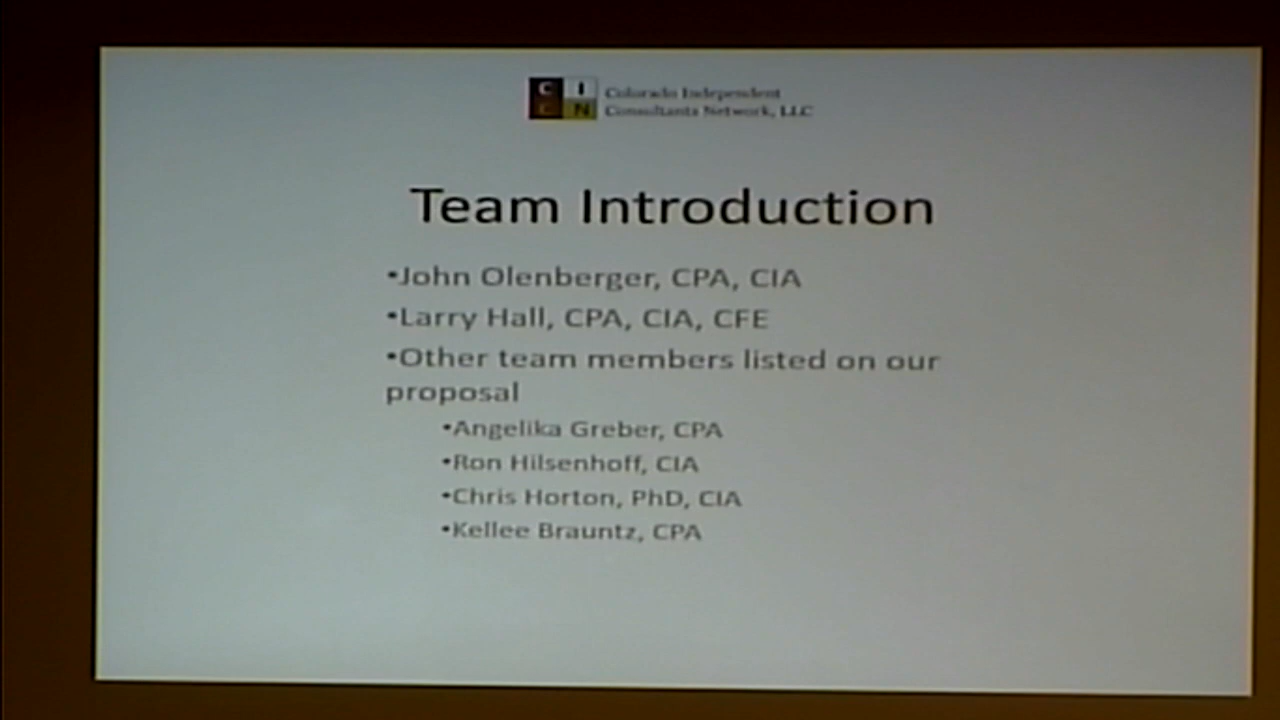 C I
C N
Colorado Independent
Consultants Network, LLC
Team Introduction
•John Olenberger, CPA, CIA
•Larry Hall, CPA, CIA, CFE
•Other team members listed on our
proposal
•Angelika Greber, CPA
•Ron Hilsenhoff, CIA
•Chris Horton, PhD, CIA
•Kellee Brauntz, CPA